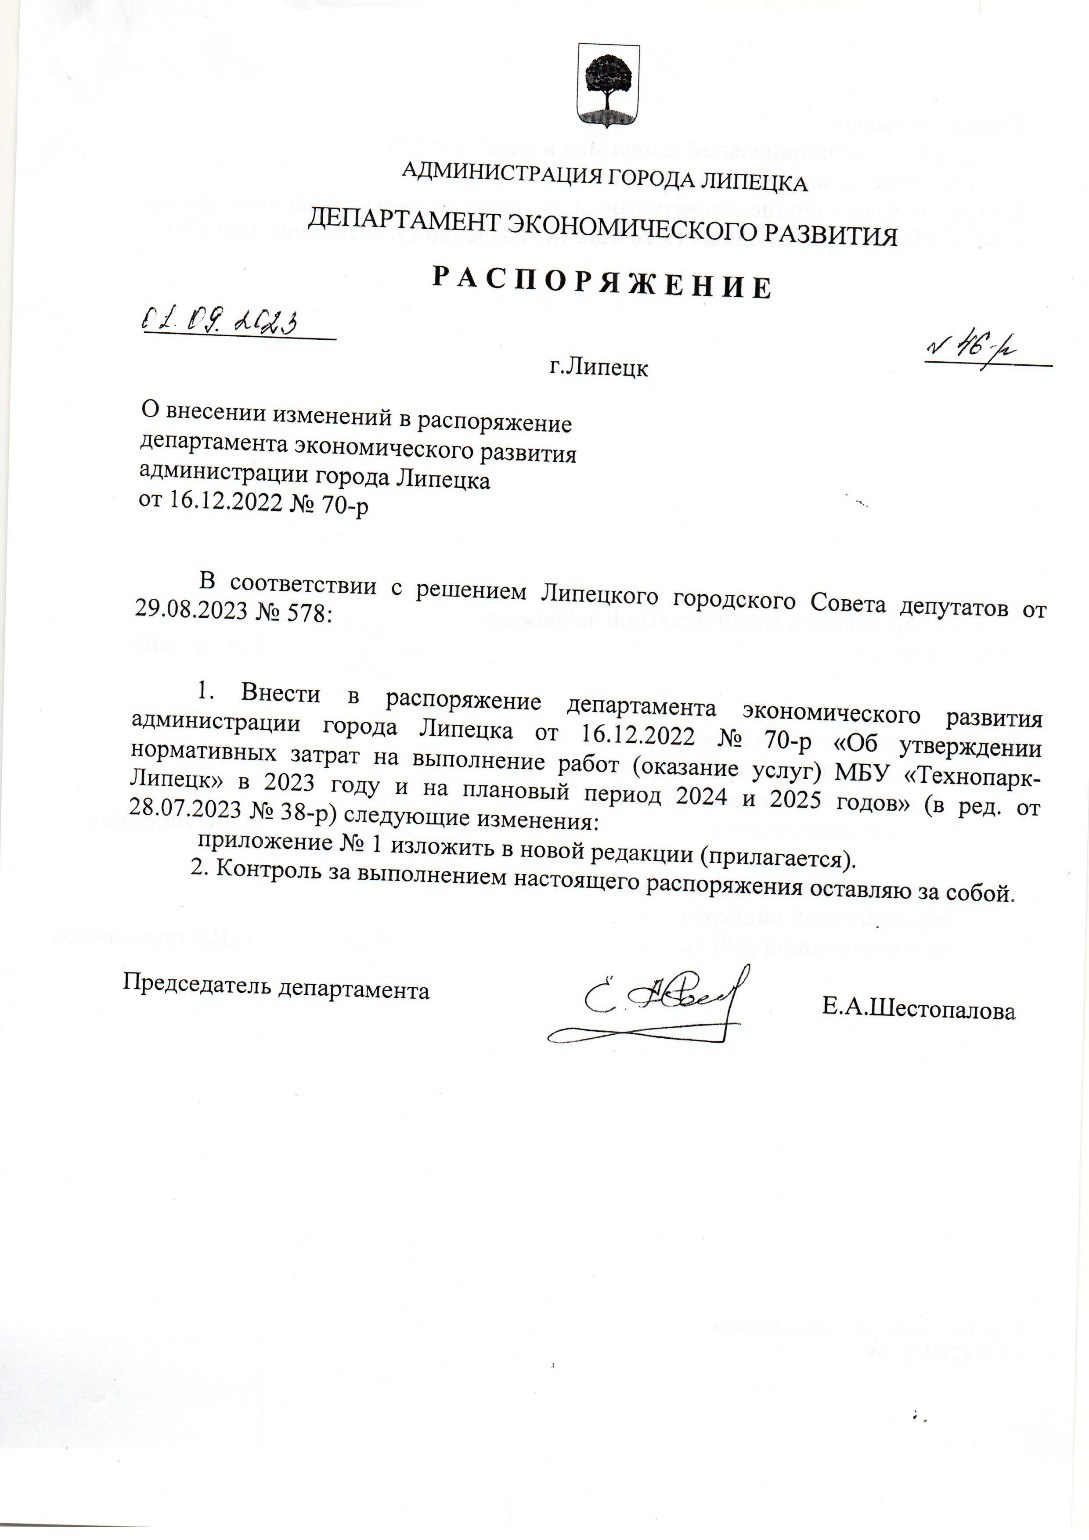 АДМИНИСТРАЦИЯ ГОРОДА ЛИПЕЦКА
ДЕПАРТАМЕНТ ЭКОНОМИЧЕСКОГО РАЗВИТИЯ
Р А С П О Р Я Ж Е Н И Е
01.09.2023
№ 46-р
г.Липецк
О внесении изменений в распоряжение
департамента экономического развития
администрации города Липецка
от 16.12.2022 № 70-р
В соответствии с решением Липецкого городского Совета депутатов от
29.08.2023 № 578:
1. Внести в распоряжение департамента экономического развития
администрации города Липецка от 16.12.2022 № 70-р «Об утверждении
нормативных затрат на выполнение работ (оказание услуг) МБУ «Технопарк-
Липецк» в 2023 году и на плановый период 2024 и 2025 годов» (в ред. от
28.07.2023 № 38-р) следующие изменения:
приложение № 1 изложить в новой редакции (прилагается).
2. Контроль за выполнением настоящего распоряжения оставляю за собой.
Председатель департамента
Е.А.Шестопалова